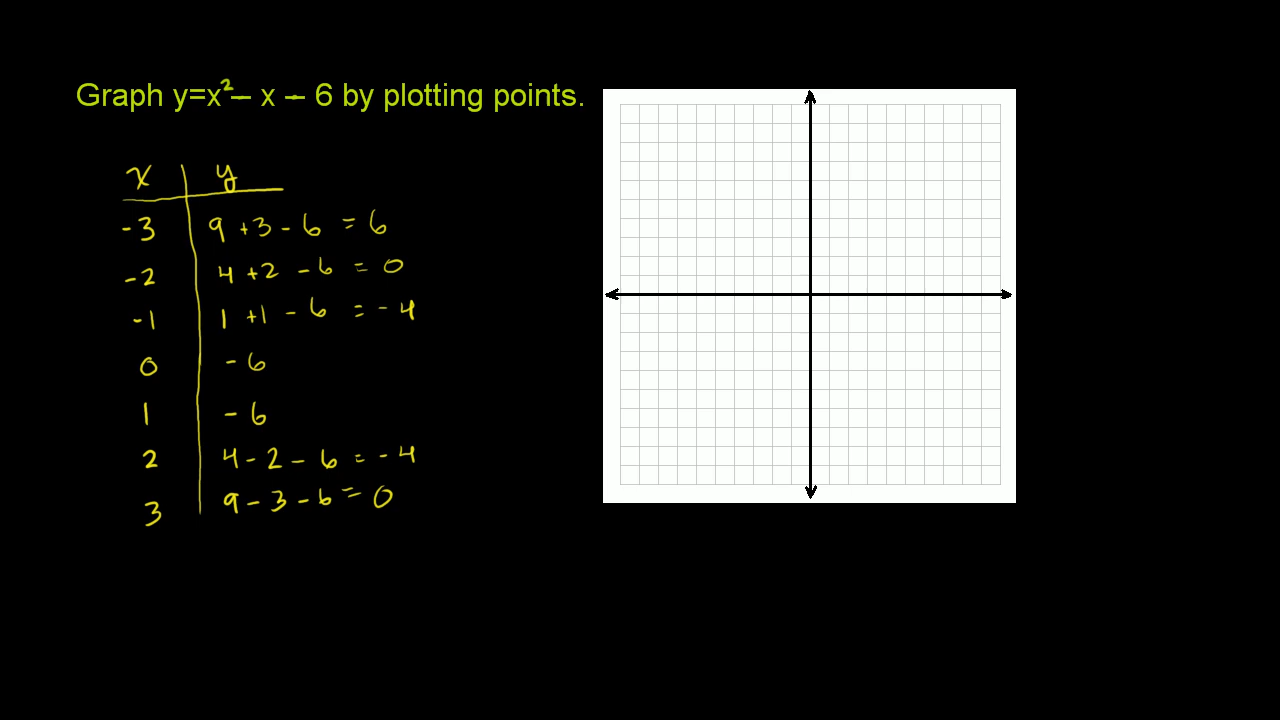 Graph y=x²– x – 6 by plotting points.
x y
-3 9 +3 - 6 = 6
-2 4 +2 - 6 = 0
-1 1 +1 - 6 = - 4
0 - 6
1 - 6
2 4 - 2 - 6 = - 4
3 9 - 3 - 6 = 0